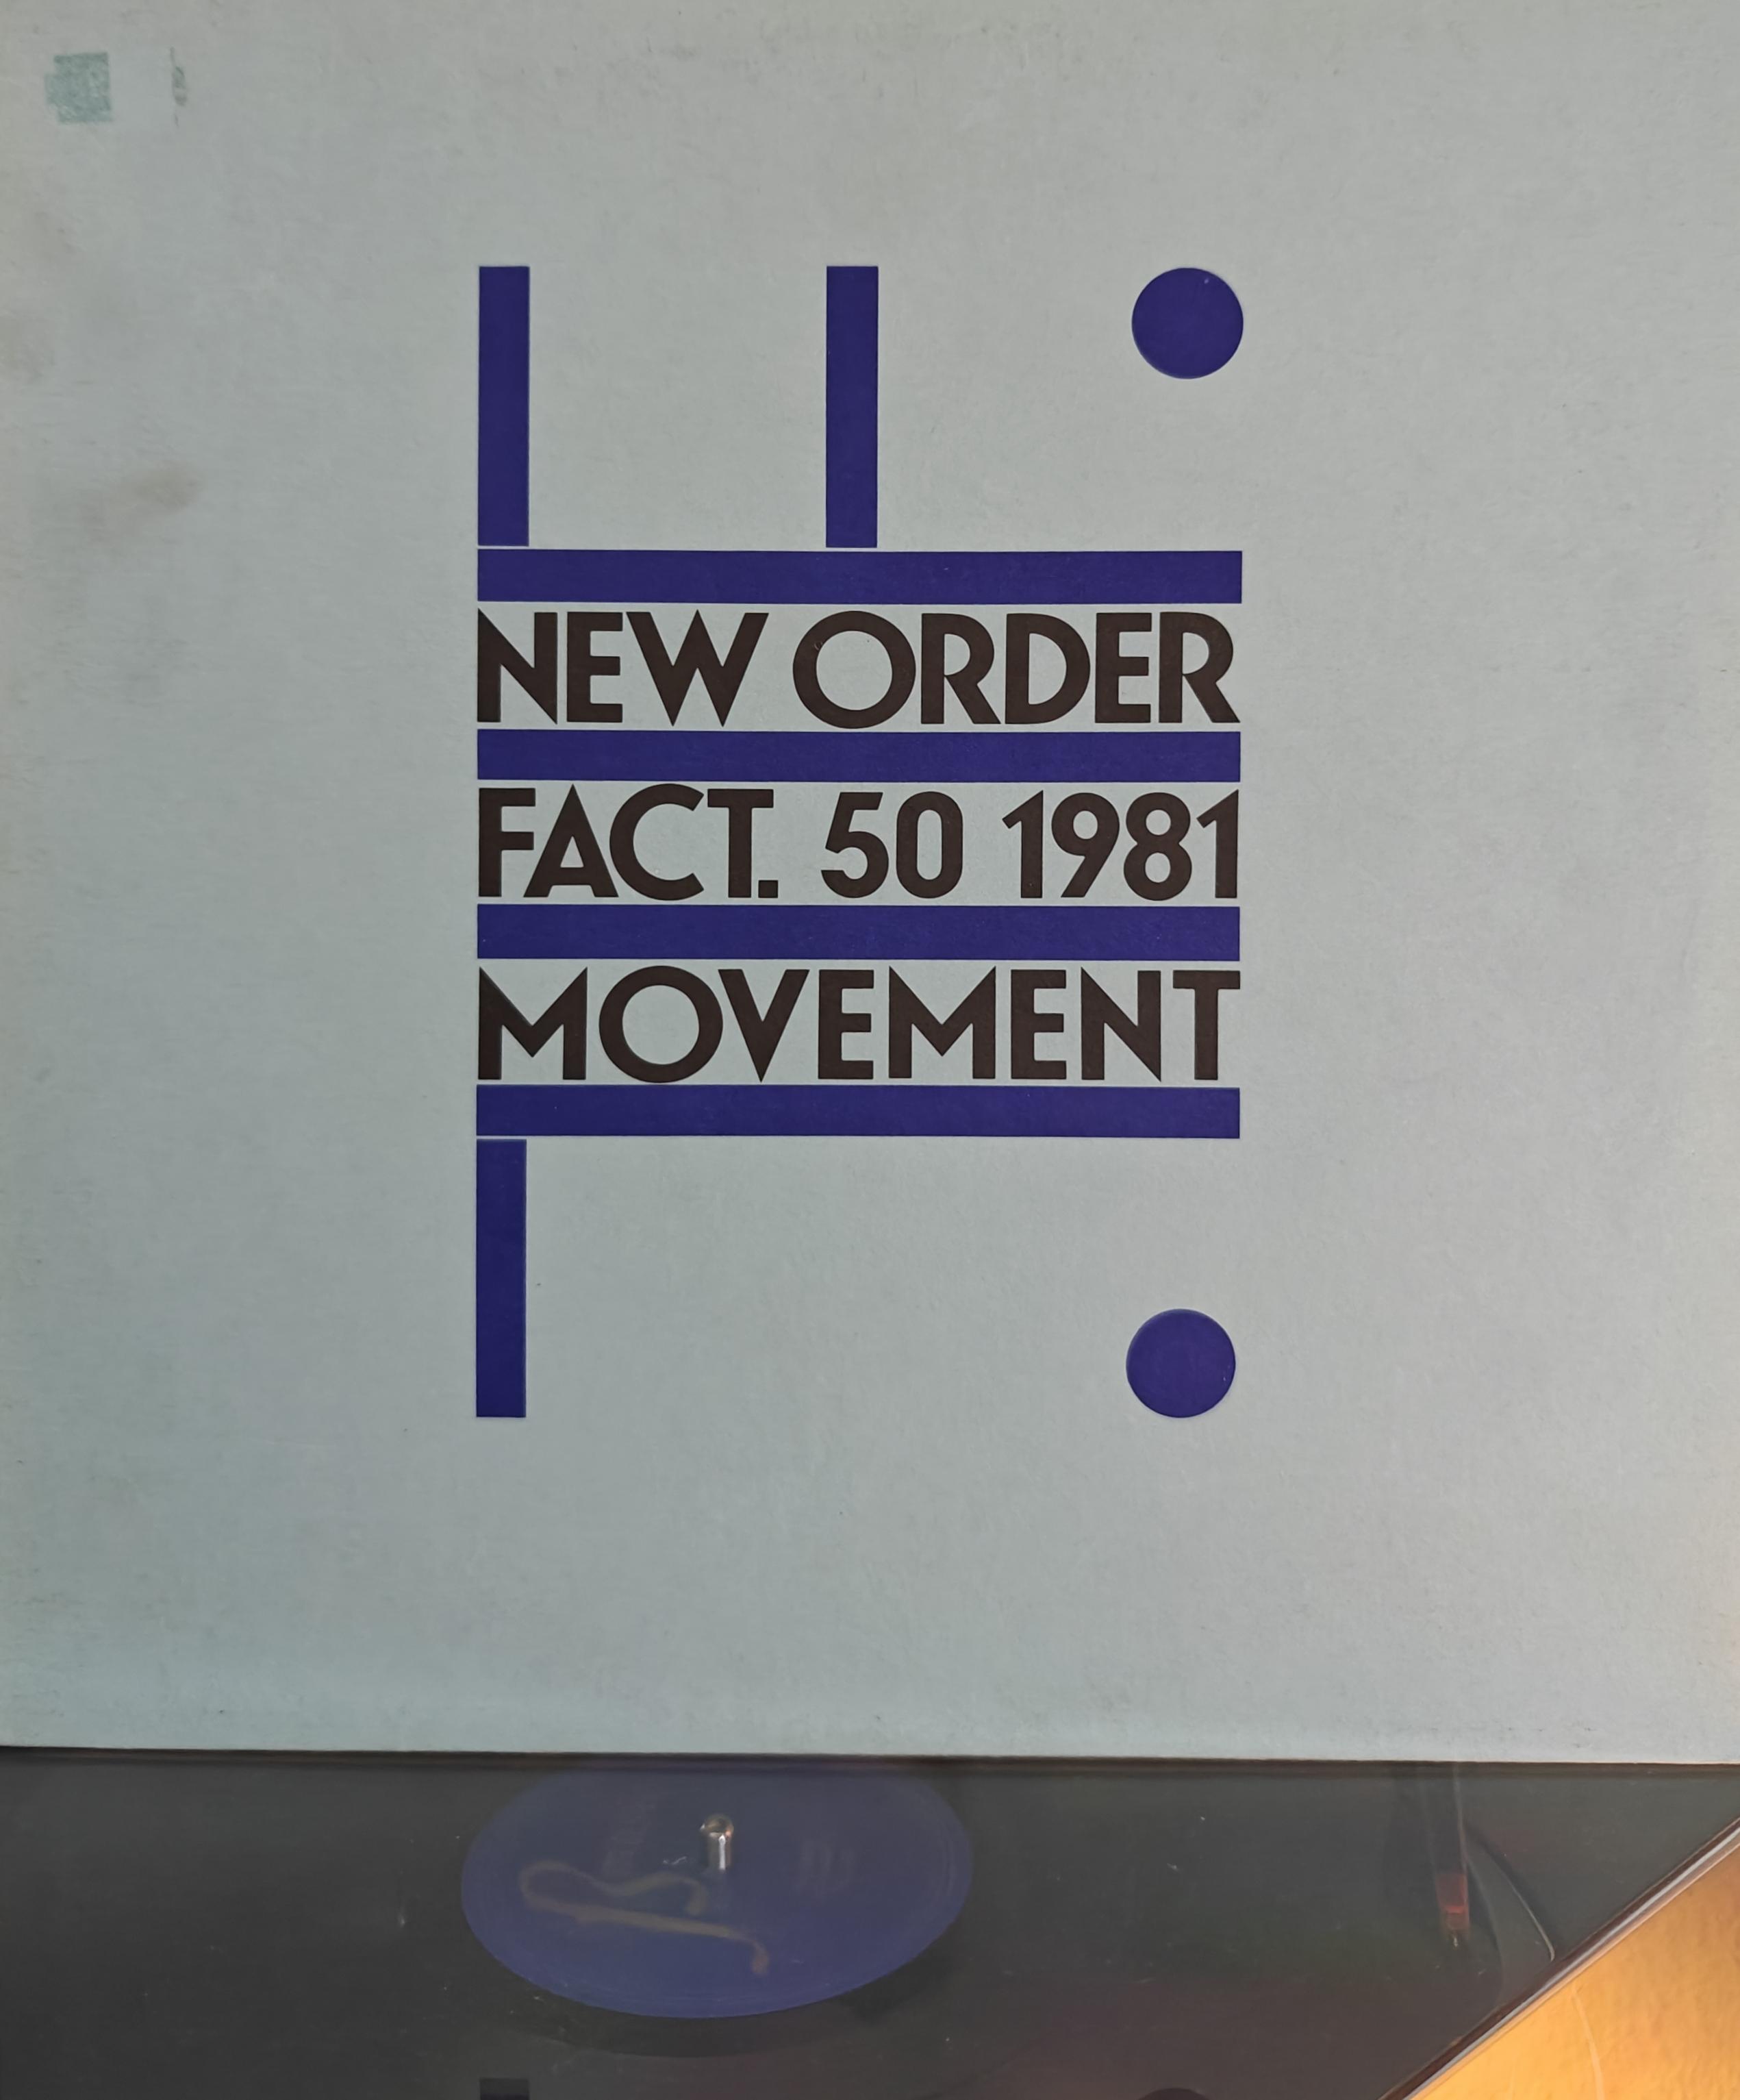 NEW ORDER
FACT. 50 1981
MOVEMENT